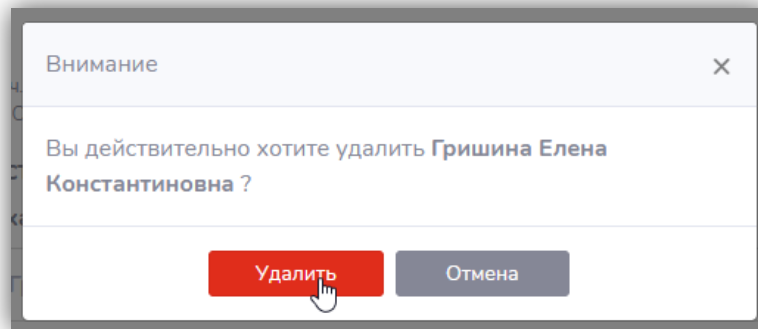 Внимание
Вы действительно хотите удалить Гришина Елена
Константиновна ?
Удалить
Отмена